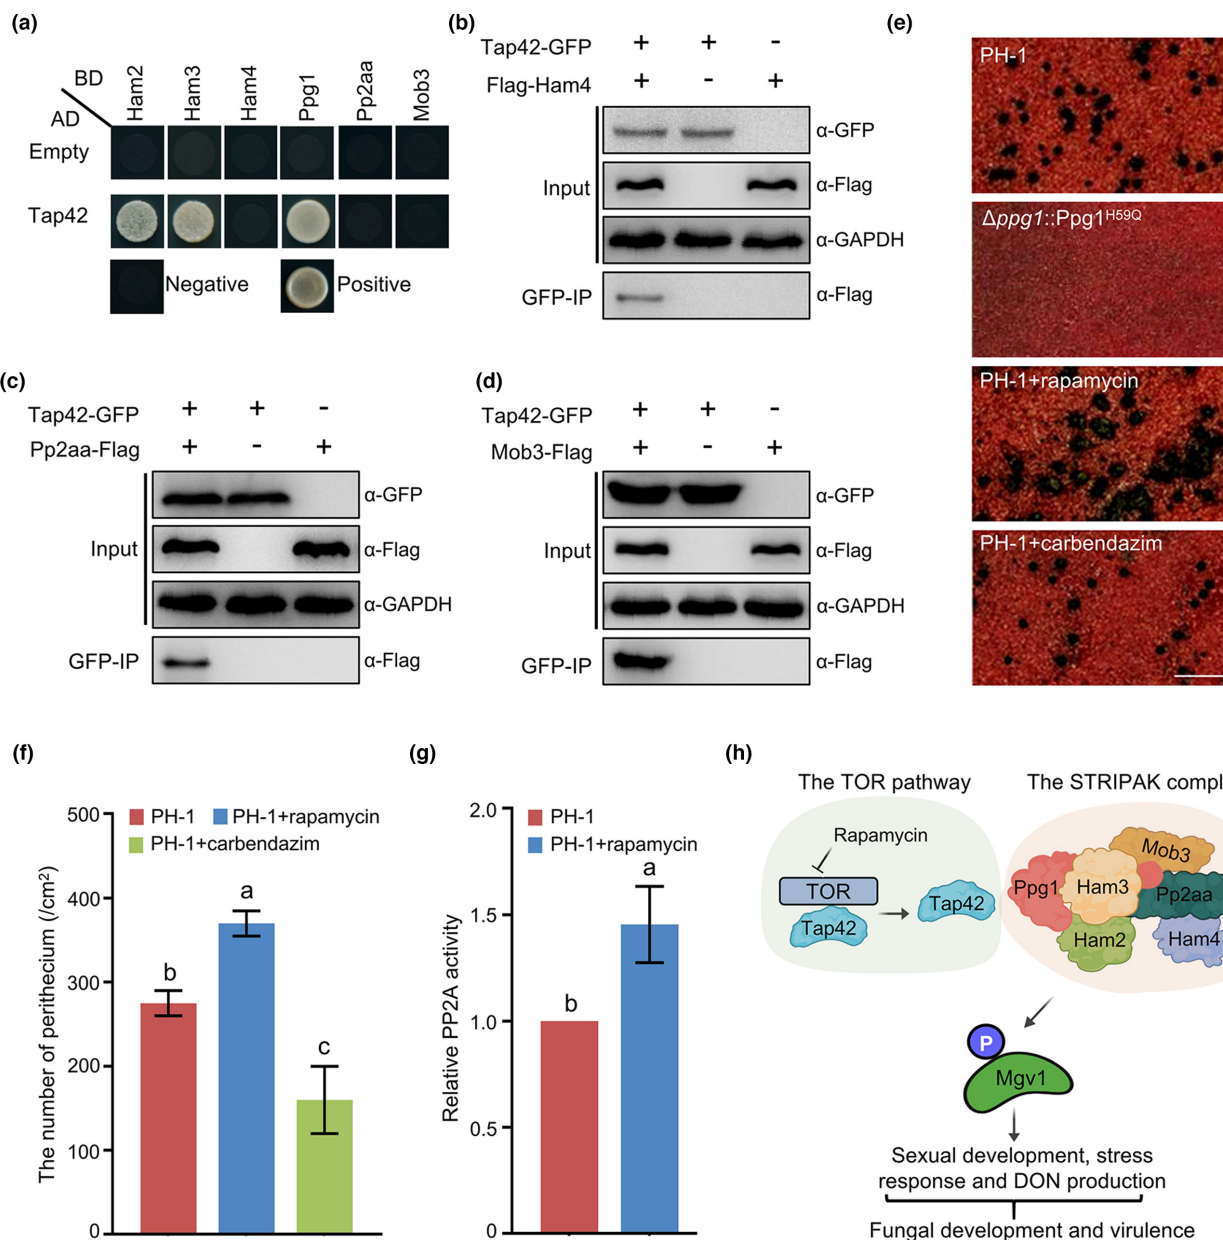 (a)
BD
AD
Ham2 Ham3 Ham4 Ppg1 Pp2aa Mob3
Empty
Tap42
Negative Positive
(b)
Tap42-GFP + + -
Flag-Ham4 + - +
Input
α-GFP
α-Flag
α-GAPDH
GFP-IP α-Flag
(c)
Tap42-GFP + + -
Pp2aa-Flag + - +
Input
α-GFP
α-Flag
α-GAPDH
GFP-IP α-Flag
(d)
Tap42-GFP + + -
Mob3-Flag + - +
Input
α-GFP
α-Flag
α-GAPDH
GFP-IP α-Flag
(e)
PH-1
Δppg1::Ppg1H59Q
PH-1+rapamycin
PH-1+carbendazim
(f)
The number of perithecium (/cm2)
500
400
300
200
100
0
PH-1 PH-1+rapamycin
PH-1+carbendazim
b a c
(g)
Relative PP2A activity
2.0
1.5
1.0
0.5
0
PH-1
PH-1+rapamycin
b a
(h)
The TOR pathway
Rapamycin
TOR
Tap42
Tap42
The STRIPAK compl
Mob3
Ppg1 Ham3 Pp2aa
Ham2 Ham4
P
Mgv1
Sexual development, stress
response and DON production
Fungal development and virulence